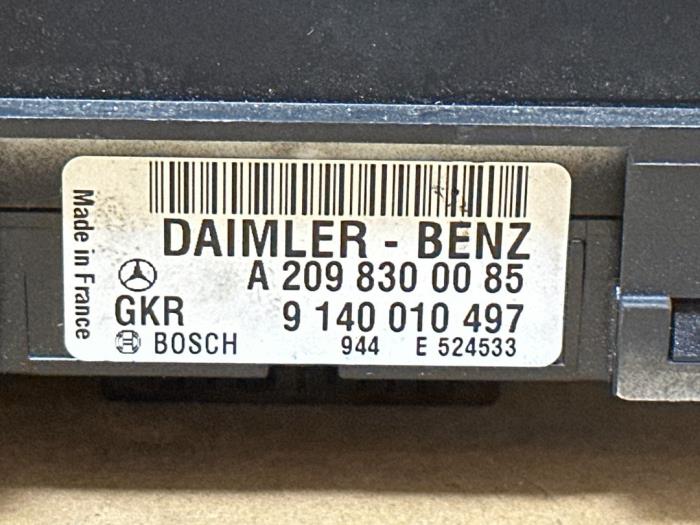 Made in France
DAIMLER - BENZ
A 209 830 00 85
GKR 9 140 010 497
BOSCH 944 E 524533